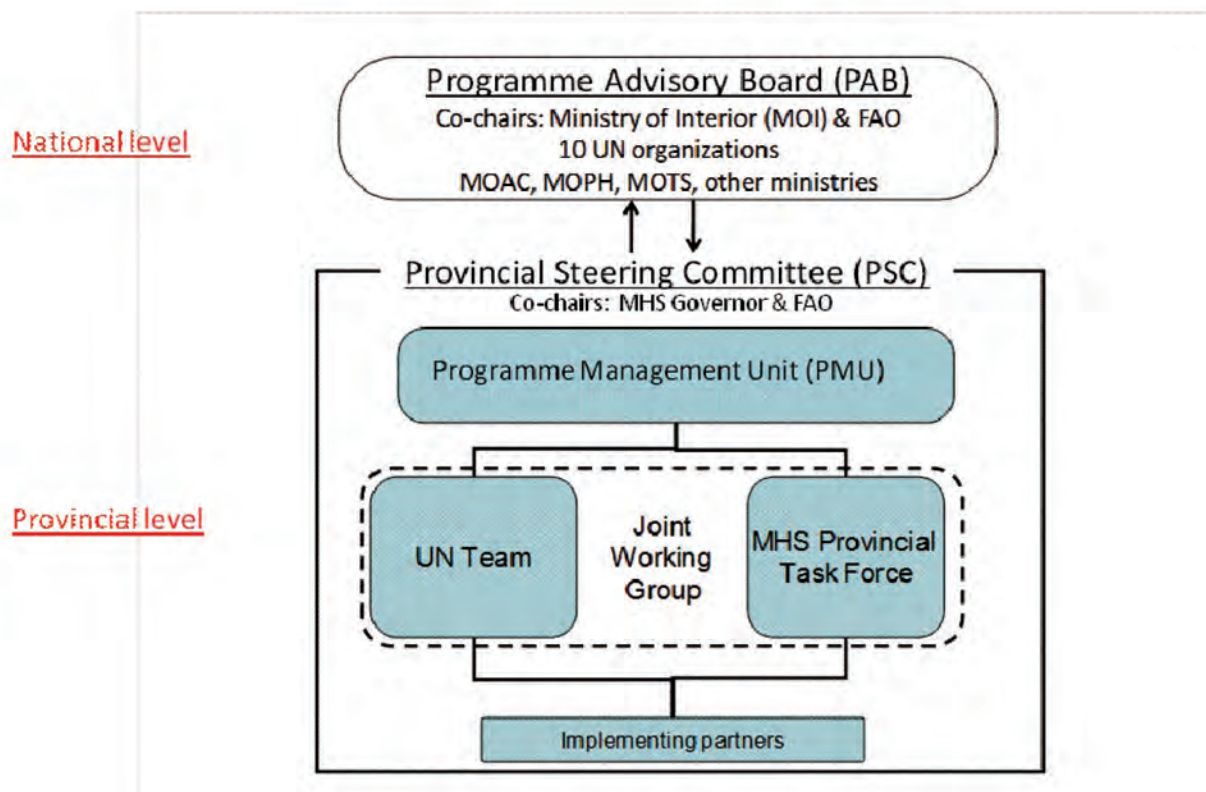 Programme Advisory Board (PAB)
Co-chairs: Ministry of Interior (MOI) & FAO
National level
10 UN organizations
MOAC, MOPH, MOTS, other ministries
Provincial Steering Committee (PSC)
Co-chairs: MHS Governor & FAO
Programme Management Unit (PMU)
Provincial level
UN Team
Joint
Working
Group
MHS Provincial
Task Force
Implementing partners